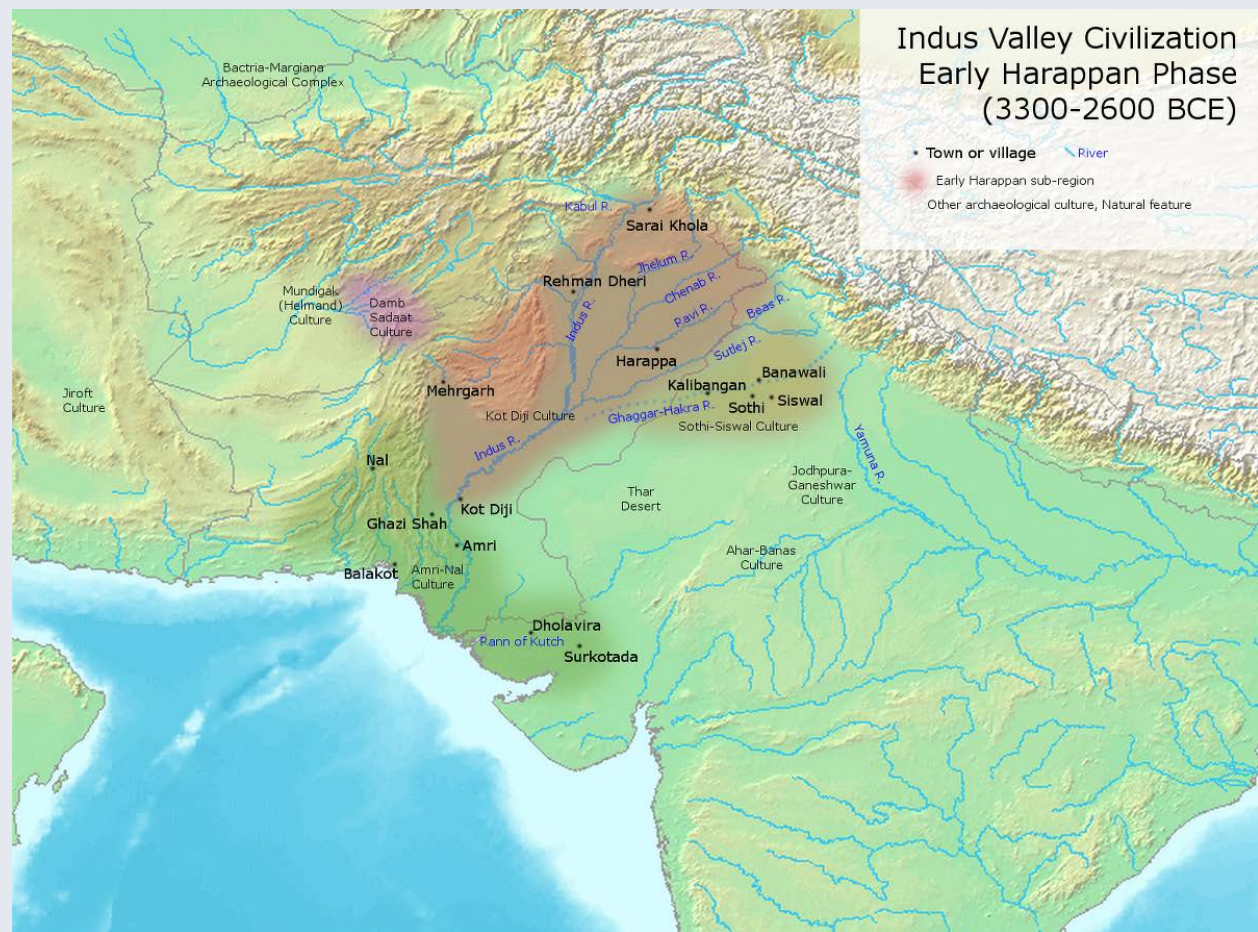 Indus Valley Civilization
Early Harappan Phase
(3300-2600 BCE)
Town or village
River
Early Harappan sub-region
Other archaeological culture, Natural feature
Bactria-Margiana
Archaeological Complex
Kabul R.
Sarai Khola
Jhelum R.
Rehman Dheri
Chenab R.
Mundigak
(Helmand)
Culture
Damb
Sadaat
Culture
Indus R.
Ravi R.
Beas R.
Harappa
Sutlej R.
Banawali
Mehrgarh
Kalibangan
Jiroft
Culture
Sothi
Siswal
Kot Diji Culture
Ghaggar-Hakra R.
Sothi-Siswal Culture
Indus R.
Yamuna R.
Nal
Jodhpura-
Ganeshwar
Culture
Thar
Desert
Kot Diji
Ghazi Shah
Amri
Ahar-Banas
Culture
Balakot
Amri-Nal
Culture
Dholavira
Rann of Kutch
Surkotada